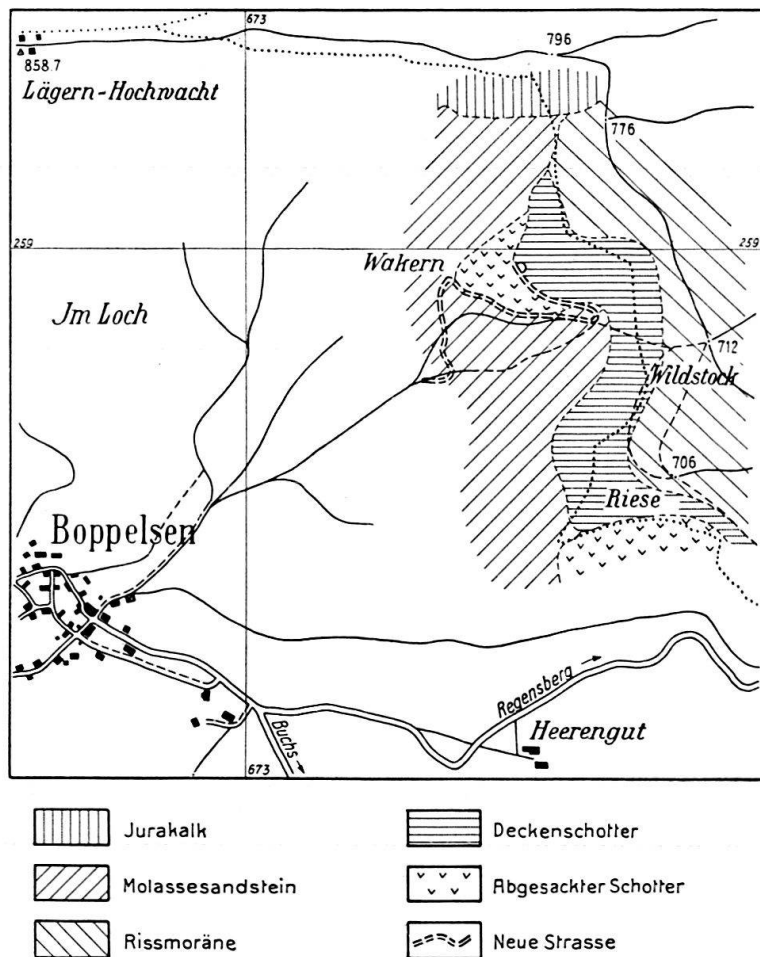 673
796
858.7
Lägern-Hochwacht
776
259
259
Wakern
Jm Loch
712
Wildstock
706
Riese
Boppelsen
Regensberg
Heerengut
Buchs
673
Jurakalk
Deckenschotter
Molassesandstein
Abgesackter Schotter
Rissmoräne
Neue Strasse